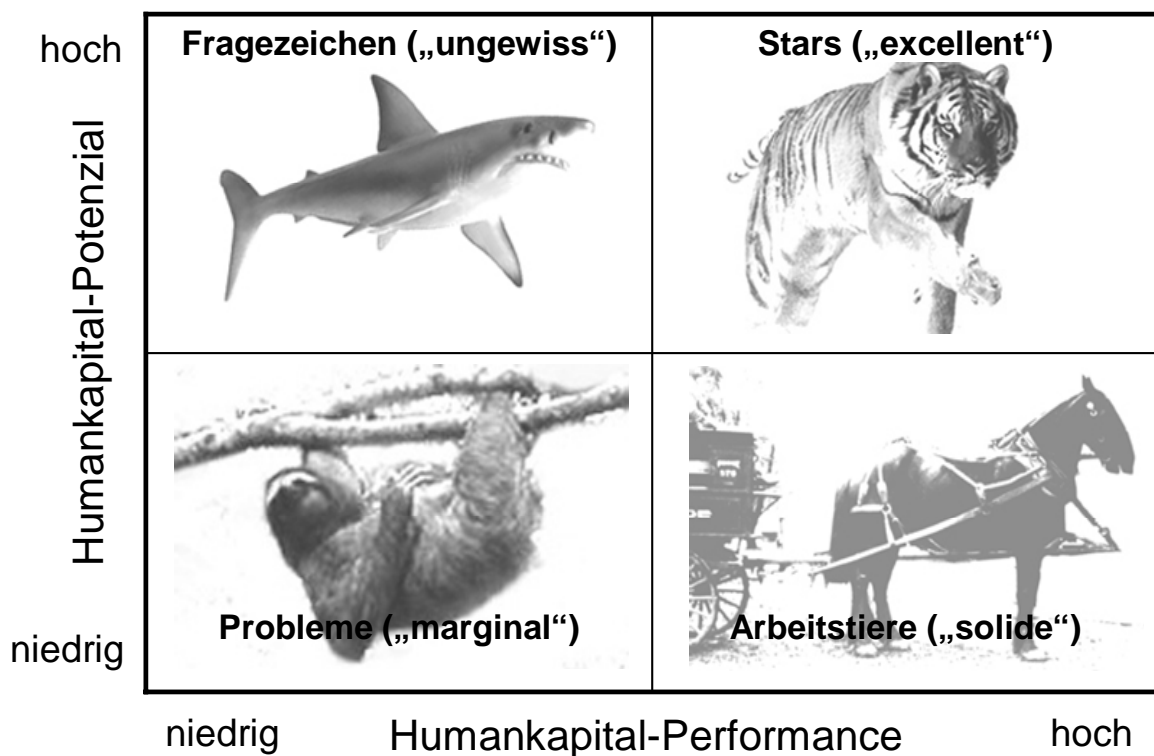 hoch
Fragezeichen („ungewiss“)
Stars („excellent“)
Humankapital-Potenzial
Probleme („marginal“)
Arbeitstiere („solide“)
niedrig
niedrig
Humankapital-Performance
hoch